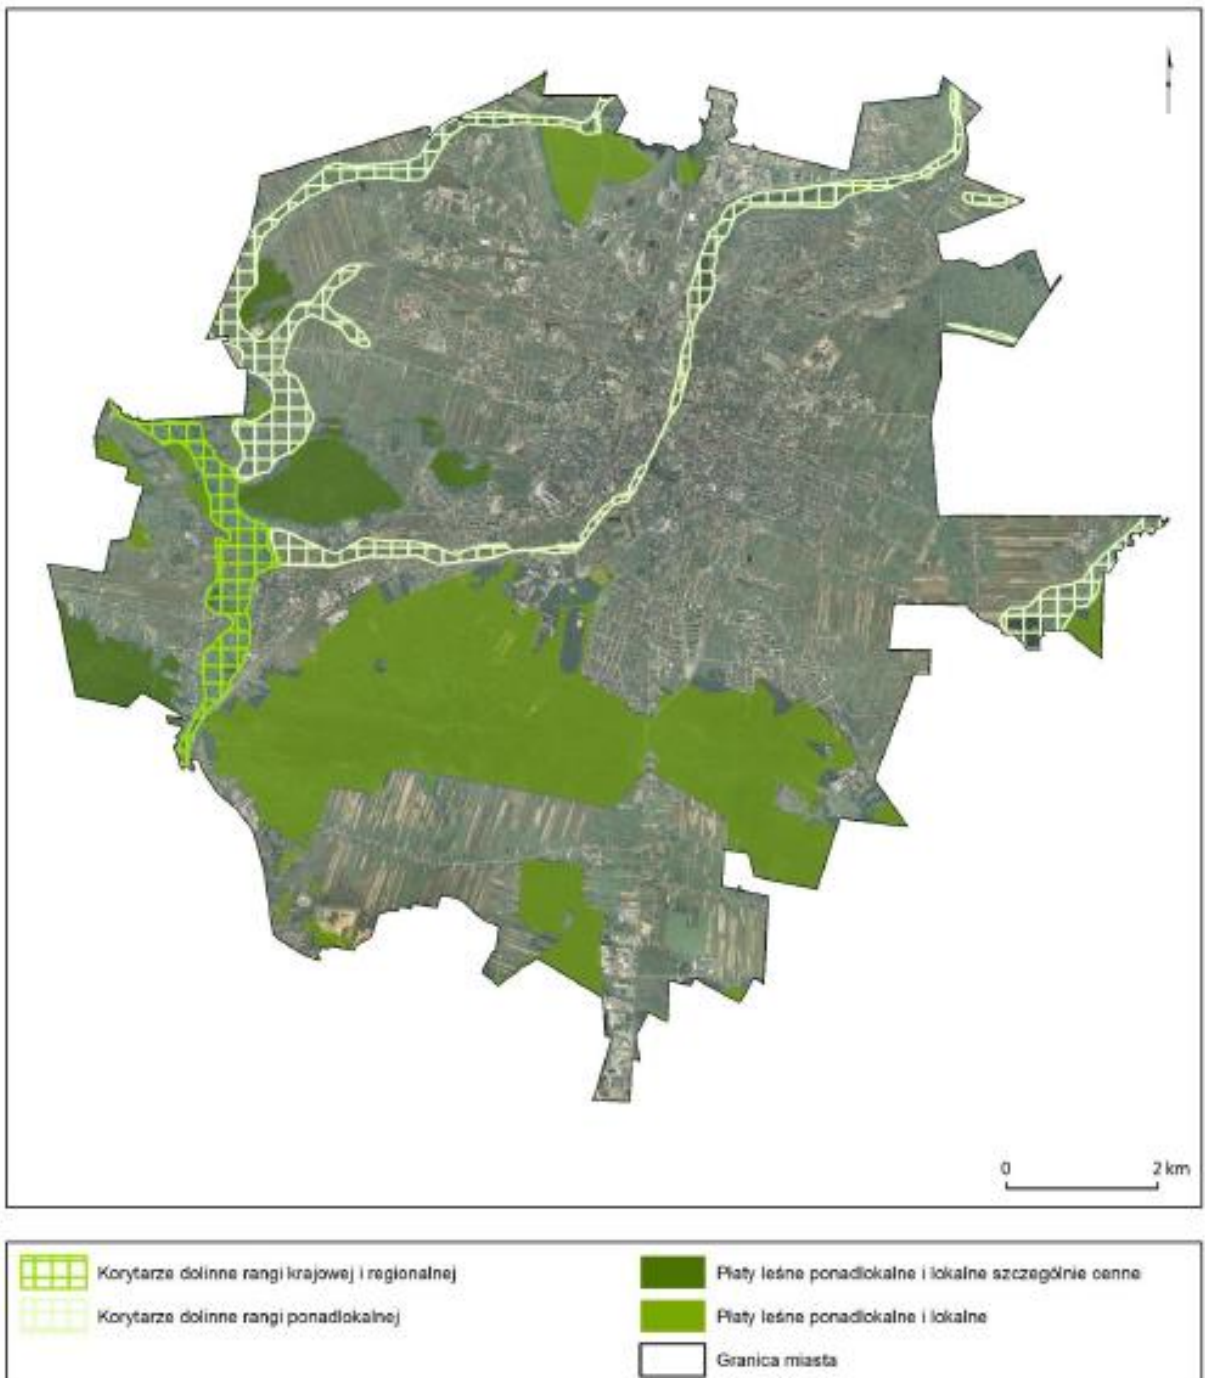 0 2 km
Korytarze dolinne rangi krajowej i regionalnej
Korytarze dolinne rangi ponadlokalnej
Płaty leśne ponadlokalne i lokalne szczególnie cenne
Płaty leśne ponadlokalne i lokalne
Granica miasta